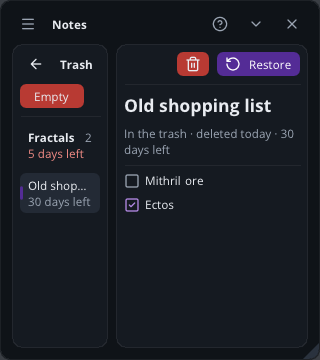 Notes
Trash
Empty
Fractals 2
5 days left
Old shop...
30 days left
Restore
Old shopping list
In the trash · deleted today · 30
days left
Mithril ore
Ectos